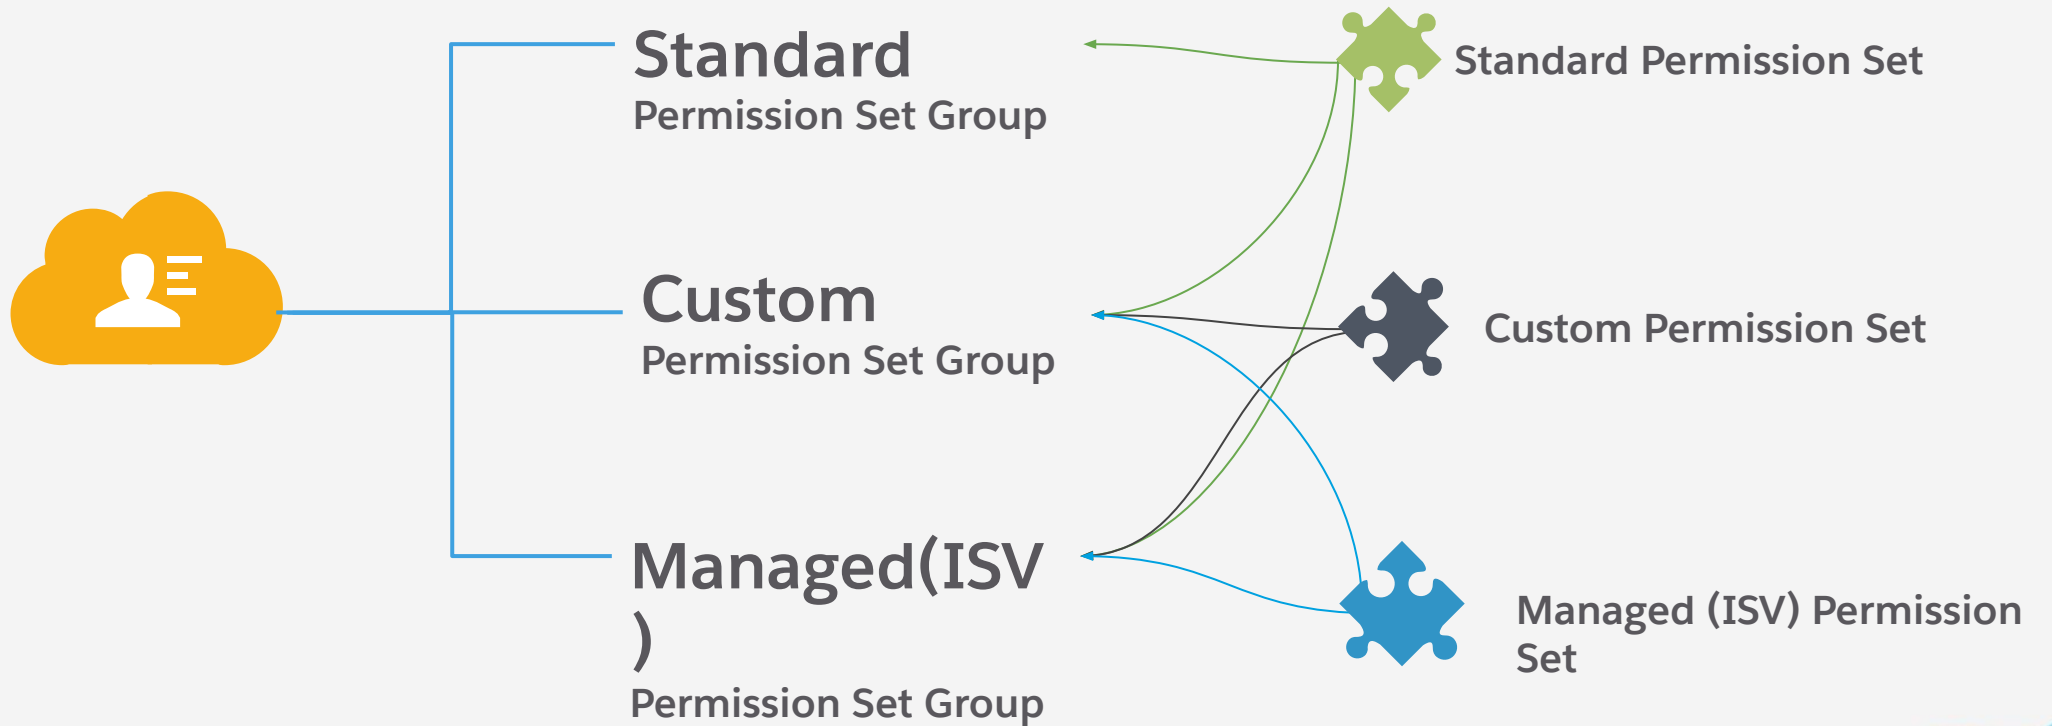 Standard
Permission Set Group
Standard Permission Set
Custom
Permission Set Group
Custom Permission Set
Managed(ISV
)
Permission Set Group
Managed (ISV) Permission
Set